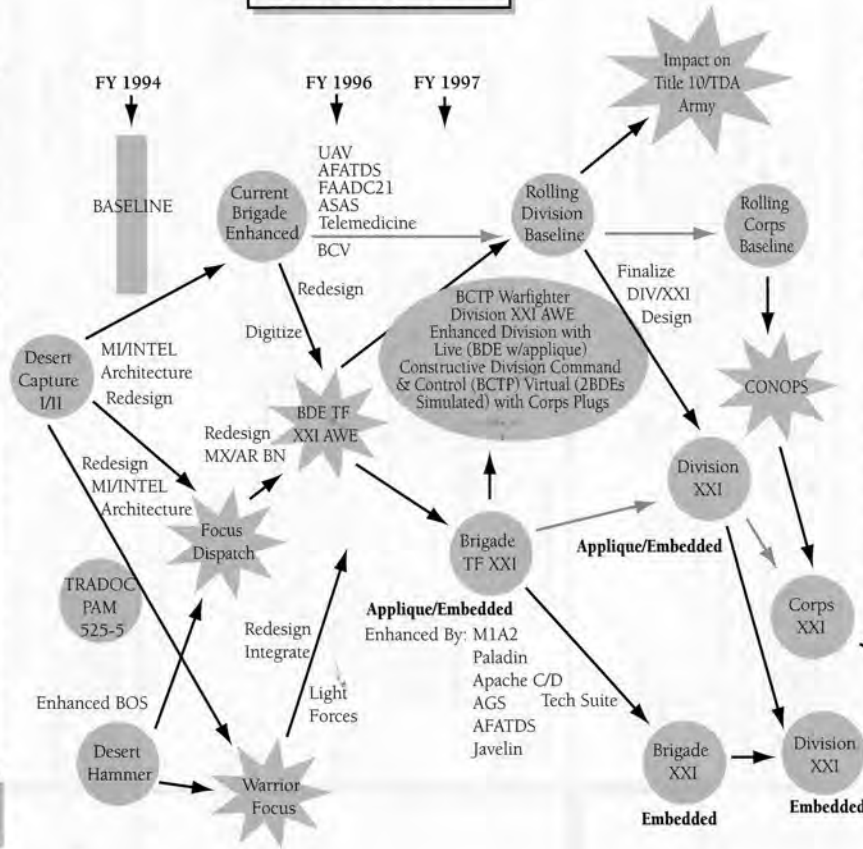 FY 1994
FY 1996
FY 1997
Impact on
Title 10/TDA
Army
BASELINE
Current
Brigade
Enhanced
UAV
AFATDS
FAADC21
ASAS
Telemedicine
BCV
Rolling
Division
Baseline
Rolling
Corps
Baseline
Redesign
Digitize
Finalize
DIV/XXI
Design
BCTP Warfighter
Division XXI AWE
Enhanced Division with
Live (BDE w/applique)
Constructive Division Command
& Control (BCTP) Virtual (2BDEs
Simulated) with Corps Plugs
Desert
Capture
I/II
MI/INTEL
Architecture
Redesign
BDE TF
XXI AWE
CONOPS
Redesign
MX/AR BN
Redesign
MI/INTEL
Architecture
Focus
Dispatch
Division
XXI
Brigade
TF XXI
Applique/Embedded
TRADOC
PAM
525-5
Applique/Embedded
Enhanced By: M1A2
Paladin
Apache C/D
AGS
AFATDS
Javelin
Tech Suite
Corps
XXI
Redesign
Integrate
Light
Forces
Enhanced BOS
Desert
Hammer
Warrior
Focus
Brigade
XXI
Embedded
Division
XXI
Embedded